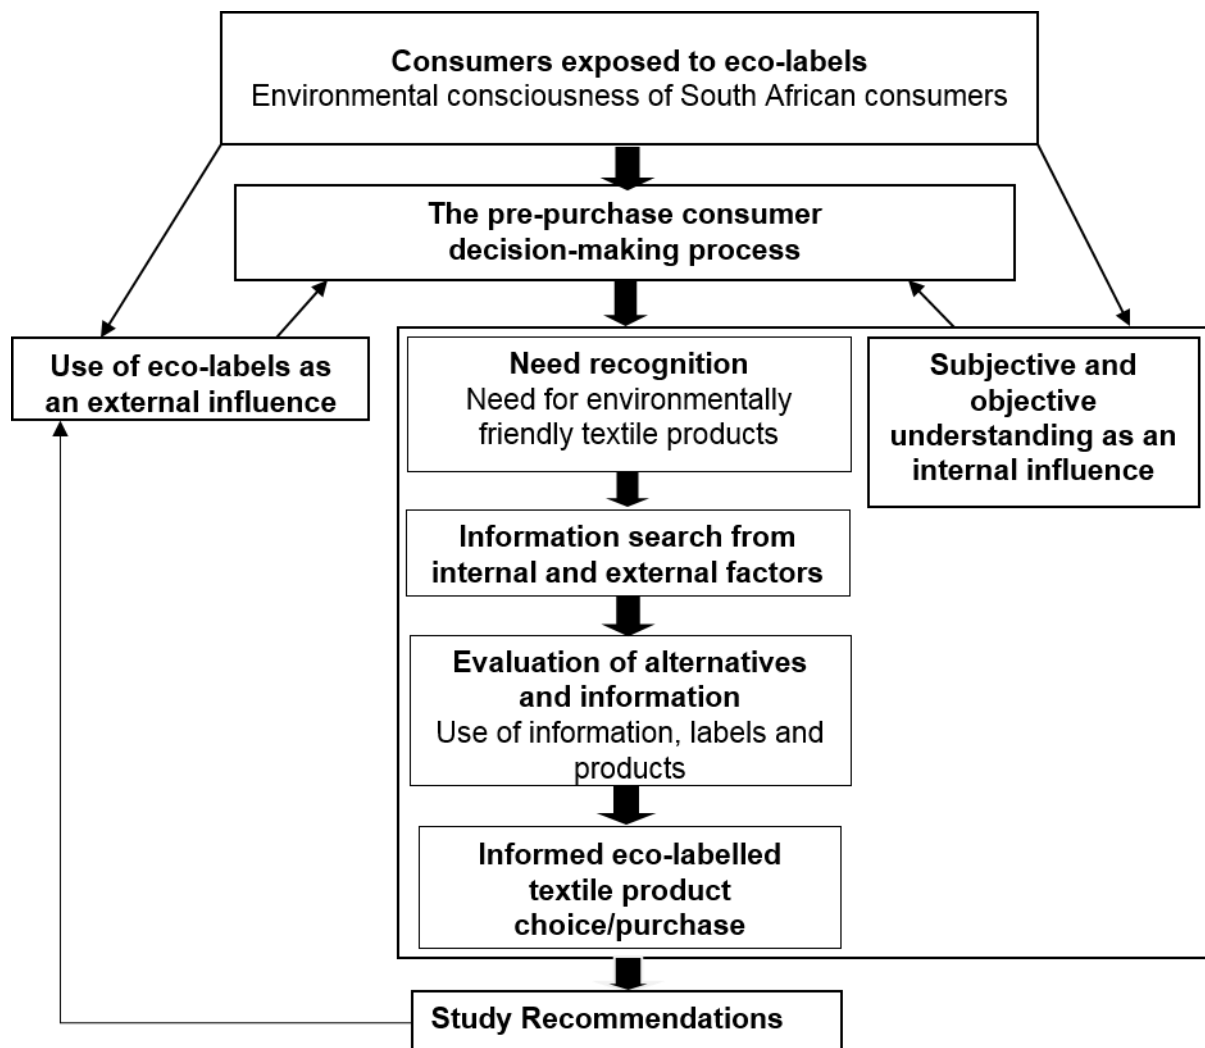 Consumers exposed to eco-labels
Environmental consciousness of South African consumers
The pre-purchase consumer
decision-making process
Use of eco-labels as
an external influence
Need recognition
Need for environmentally
friendly textile products
Subjective and
objective
understanding as an
internal influence
Information search from
internal and external factors
Evaluation of alternatives
and information
Use of information, labels and
products
Informed eco-labelled
textile product
choice/purchase
Study Recommendations